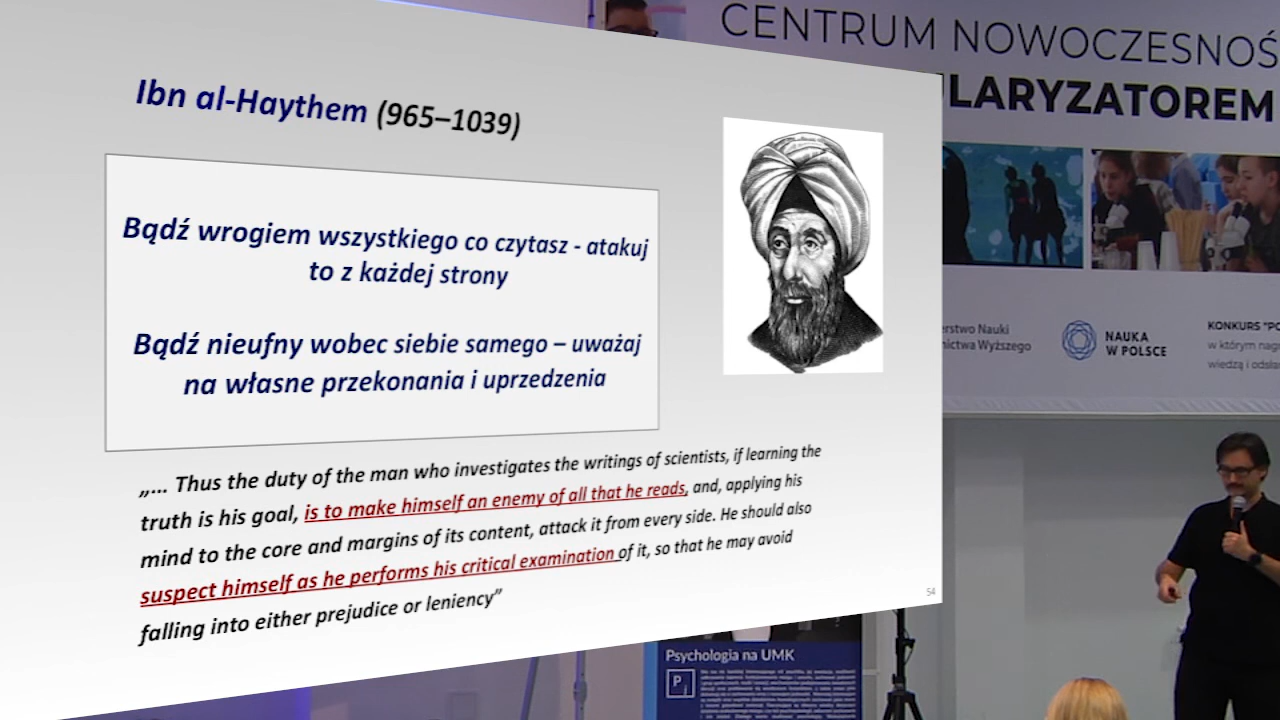 CENTRUM NOWOCZESNOŚ
LARYZATOREM
Ibn al-Haythem (965–1039)
Bądź wrogiem wszystkiego co czytasz - atakuj
to z każdej strony
Bądź nieufny wobec siebie samego – uważaj
na własne przekonania i uprzedzenia
„... Thus the duty of the man who investigates the writings of scientists, if learning the
truth is his goal, is to make himself an enemy of all that he reads, and, applying his
mind to the core and margins of its content, attack it from every side. He should also
suspect himself as he performs his critical examination of it, so that he may avoid
falling into either prejudice or leniency”
54
erstwo Nauki
nictwa Wyższego
NAUKA
W POLSCE
KONKURS "PO
w którym nag
wiedzą i odsła
Psychologia na UMK